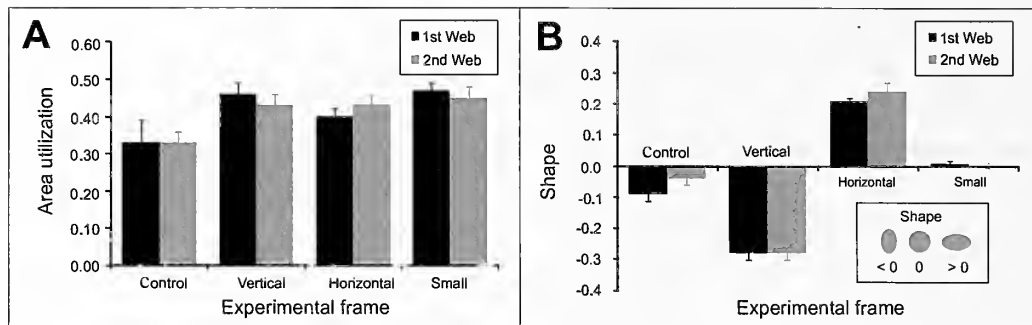 A
1st Web
2nd Web
0.60
0.50
0.40
0.30
0.20
0.10
0.00
Area utilization
Control
Vertical
Horizontal
Small
Experimental frame
B
1st Web
2nd Web
0.4
0.3
0.2
0.1
0.0
-0.1
-0.2
-0.3
-0.4
Shape
Control
Vertical
Horizontal
Small
Shape
< 0
0
> 0
Experimental frame